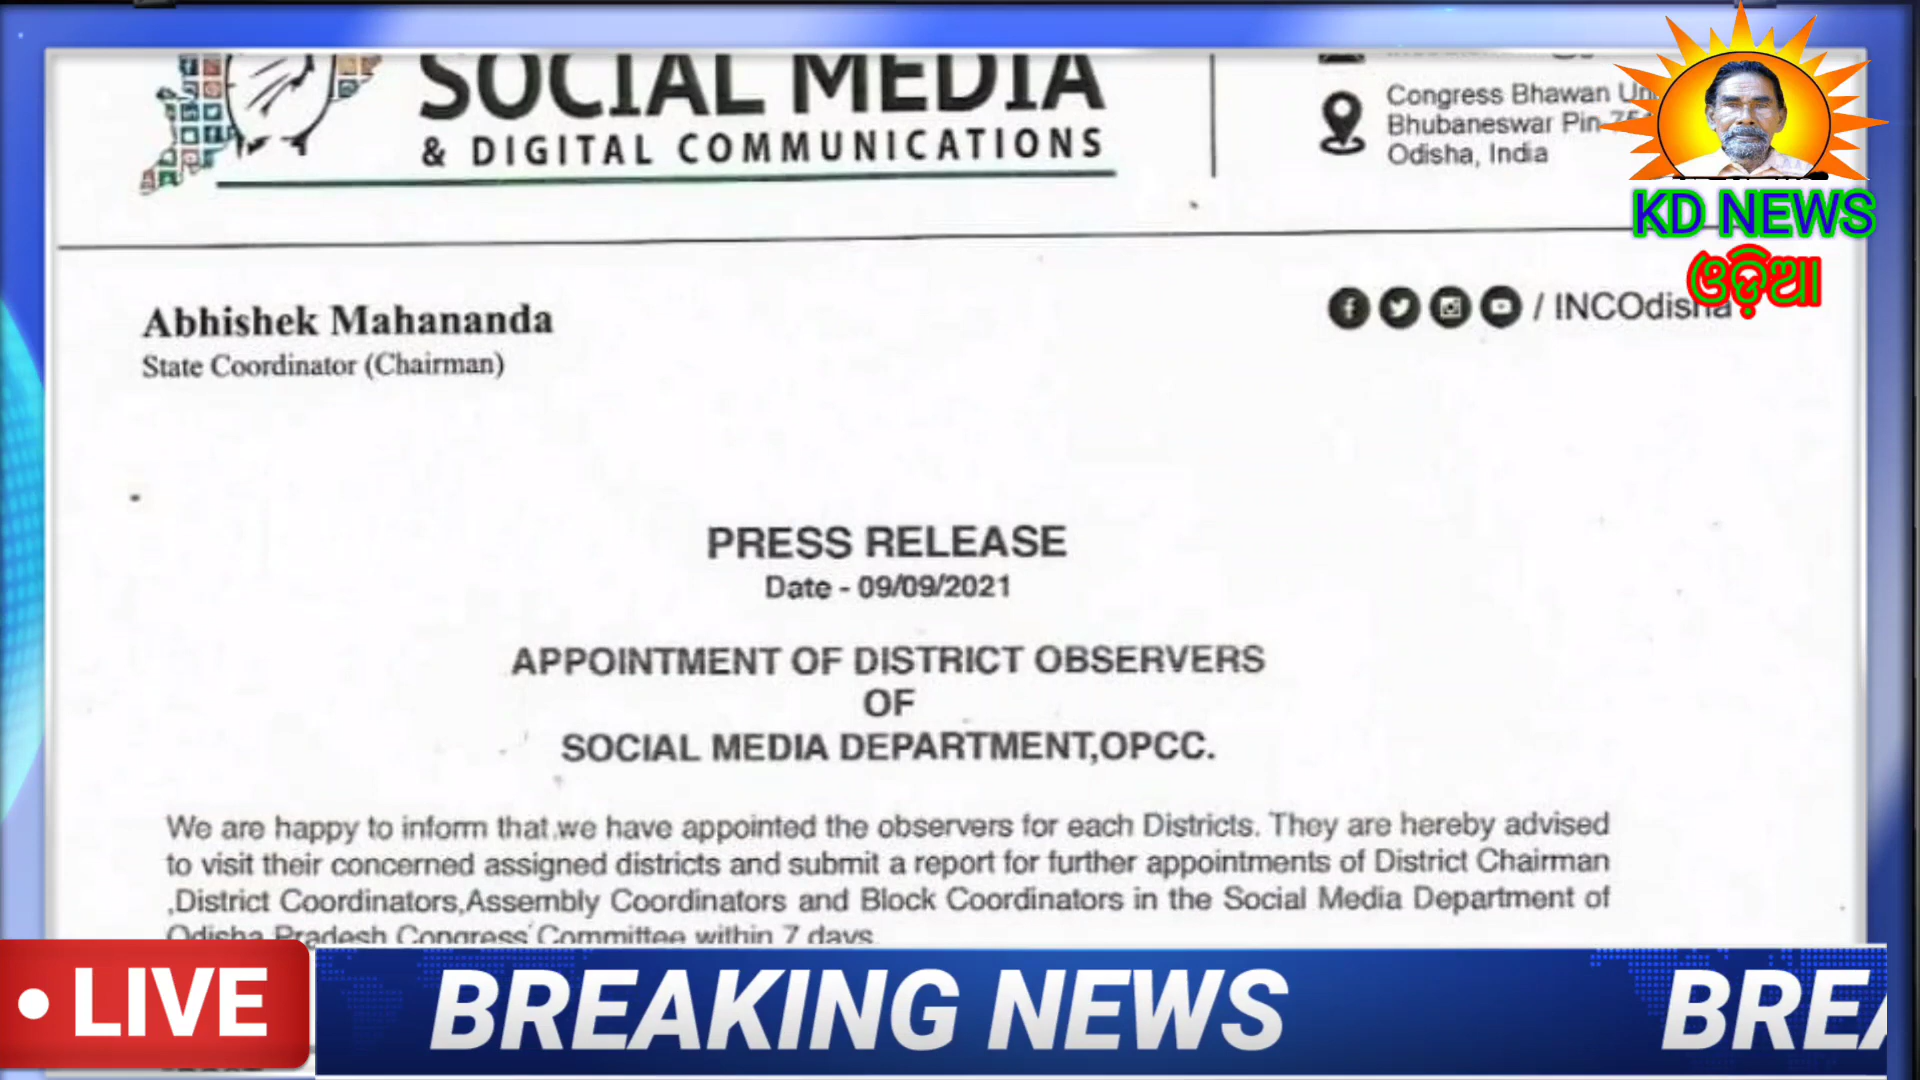 SOCIAL MEDIA
& DIGITAL COMMUNICATIONS
Congress Bhawan
Bhubaneswar Pin
Odisha, India
KD NEWS
ଓଡ଼ିଆ
Abhishek Mahananda
State Coordinator (Chairman)
/ INCOdisha
PRESS RELEASE
Date - 09/09/2021
APPOINTMENT OF DISTRICT OBSERVERS
OF
SOCIAL MEDIA DEPARTMENT,OPCC.
We are happy to inform that we have appointed the observers for each Districts. They are hereby advised
to visit their concerned assigned districts and submit a report for further appointments of District Chairman
,District Coordinators,Assembly Coordinators and Block Coordinators in the Social Media Department of
Odisha Pradesh Congress Committee within 7 days.
LIVE
BREAKING NEWS
BREA